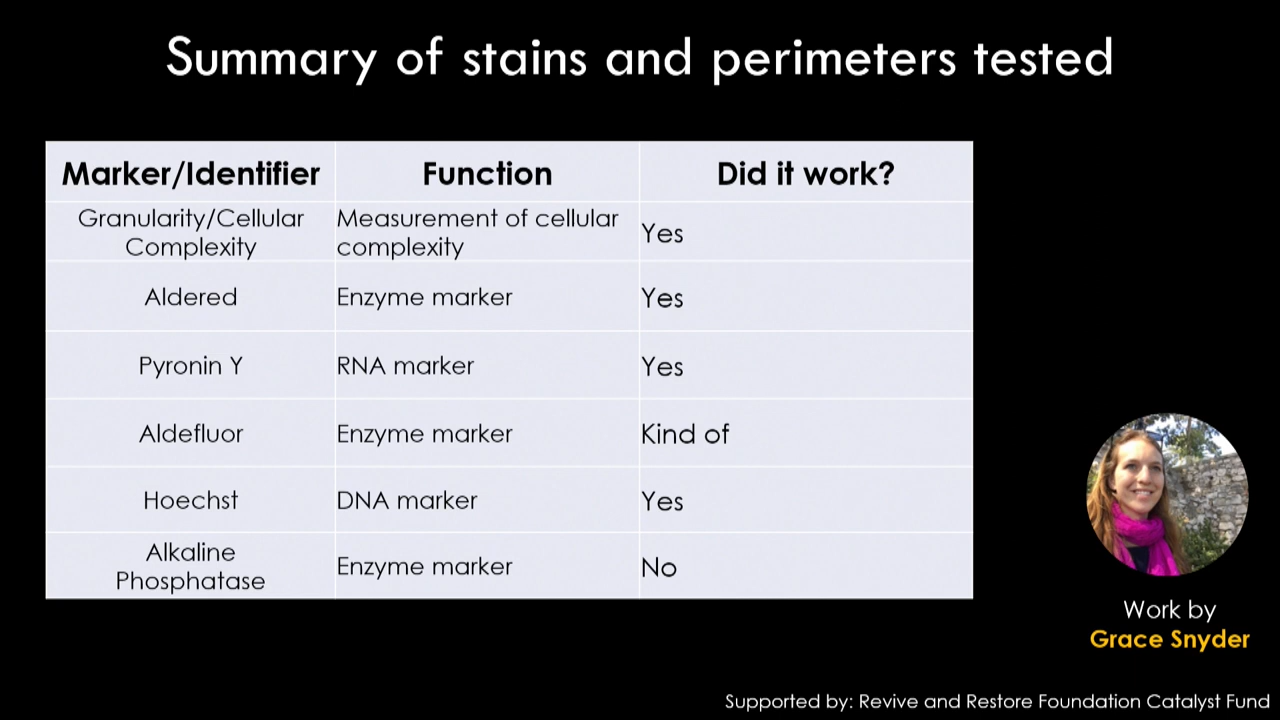 Summary of stains and perimeters tested
Marker/Identifier Function Did it work?
Granularity/Cellular Complexity Measurement of cellular complexity Yes
Aldered Enzyme marker Yes
Pyronin Y RNA marker Yes
Aldefluor Enzyme marker Kind of
Hoechst DNA marker Yes
Alkaline Phosphatase Enzyme marker No
Work by
Grace Snyder
Supported by: Revive and Restore Foundation Catalyst Fund